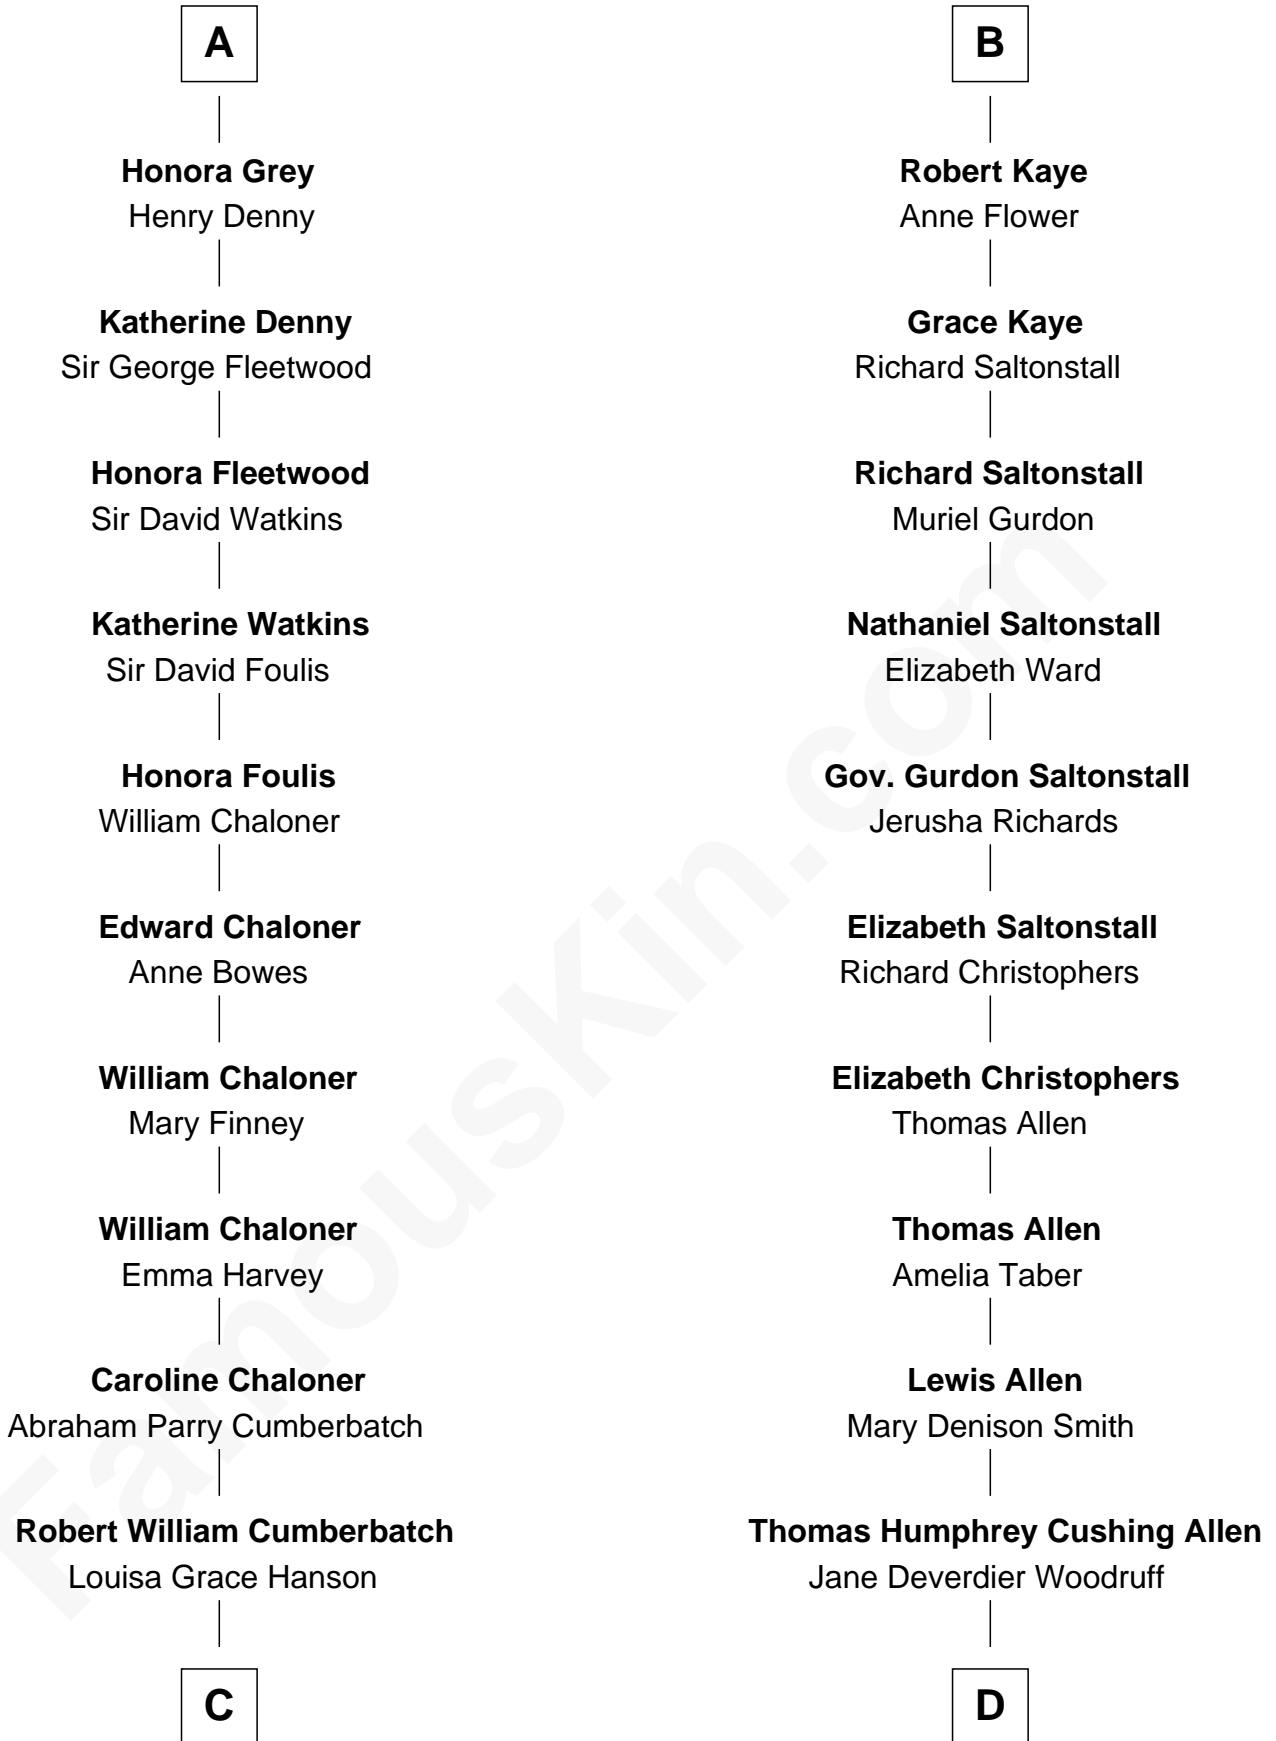 A
Honora Grey
Henry Denny
Katherine Denny
Sir George Fleetwood
Honora Fleetwood
Sir David Watkins
Katherine Watkins
Sir David Foulis
Honora Foulis
William Chaloner
Edward Chaloner
Anne Bowes
William Chaloner
Mary Finney
William Chaloner
Emma Harvey
Caroline Chaloner
Abraham Parry Cumberbatch
Robert William Cumberbatch
Louisa Grace Hanson
C
B
Robert Kaye
Anne Flower
Grace Kaye
Richard Saltonstall
Richard Saltonstall
Muriel Gurdon
Nathaniel Saltonstall
Elizabeth Ward
Gov. Gurdon Saltonstall
Jerusha Richards
Elizabeth Saltonstall
Richard Christophers
Elizabeth Christophers
Thomas Allen
Thomas Allen
Amelia Taber
Lewis Allen
Mary Denison Smith
Thomas Humphrey Cushing Allen
Jane Deverdier Woodruff
D
FamousKin.com